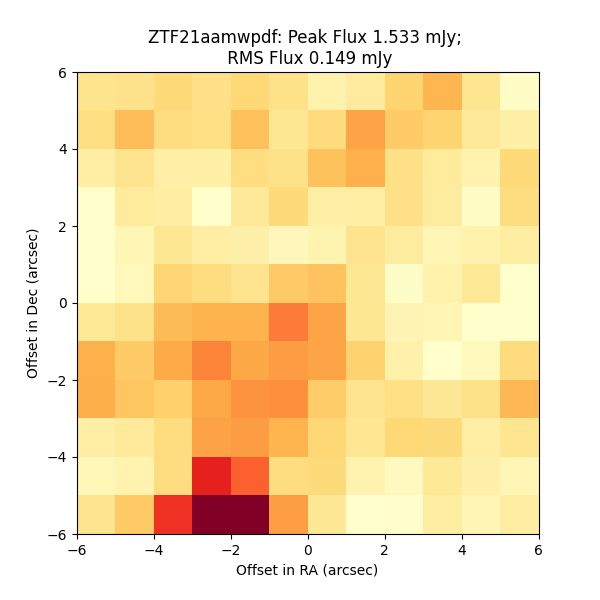 ZTF21aamwpdf: Peak Flux 1.533 mJy;
RMS Flux 0.149 mJy
6
4
2
0
−2
−4
−6
Offset in Dec (arcsec)
−6 −4 −2 0 2 4 6
Offset in RA (arcsec)